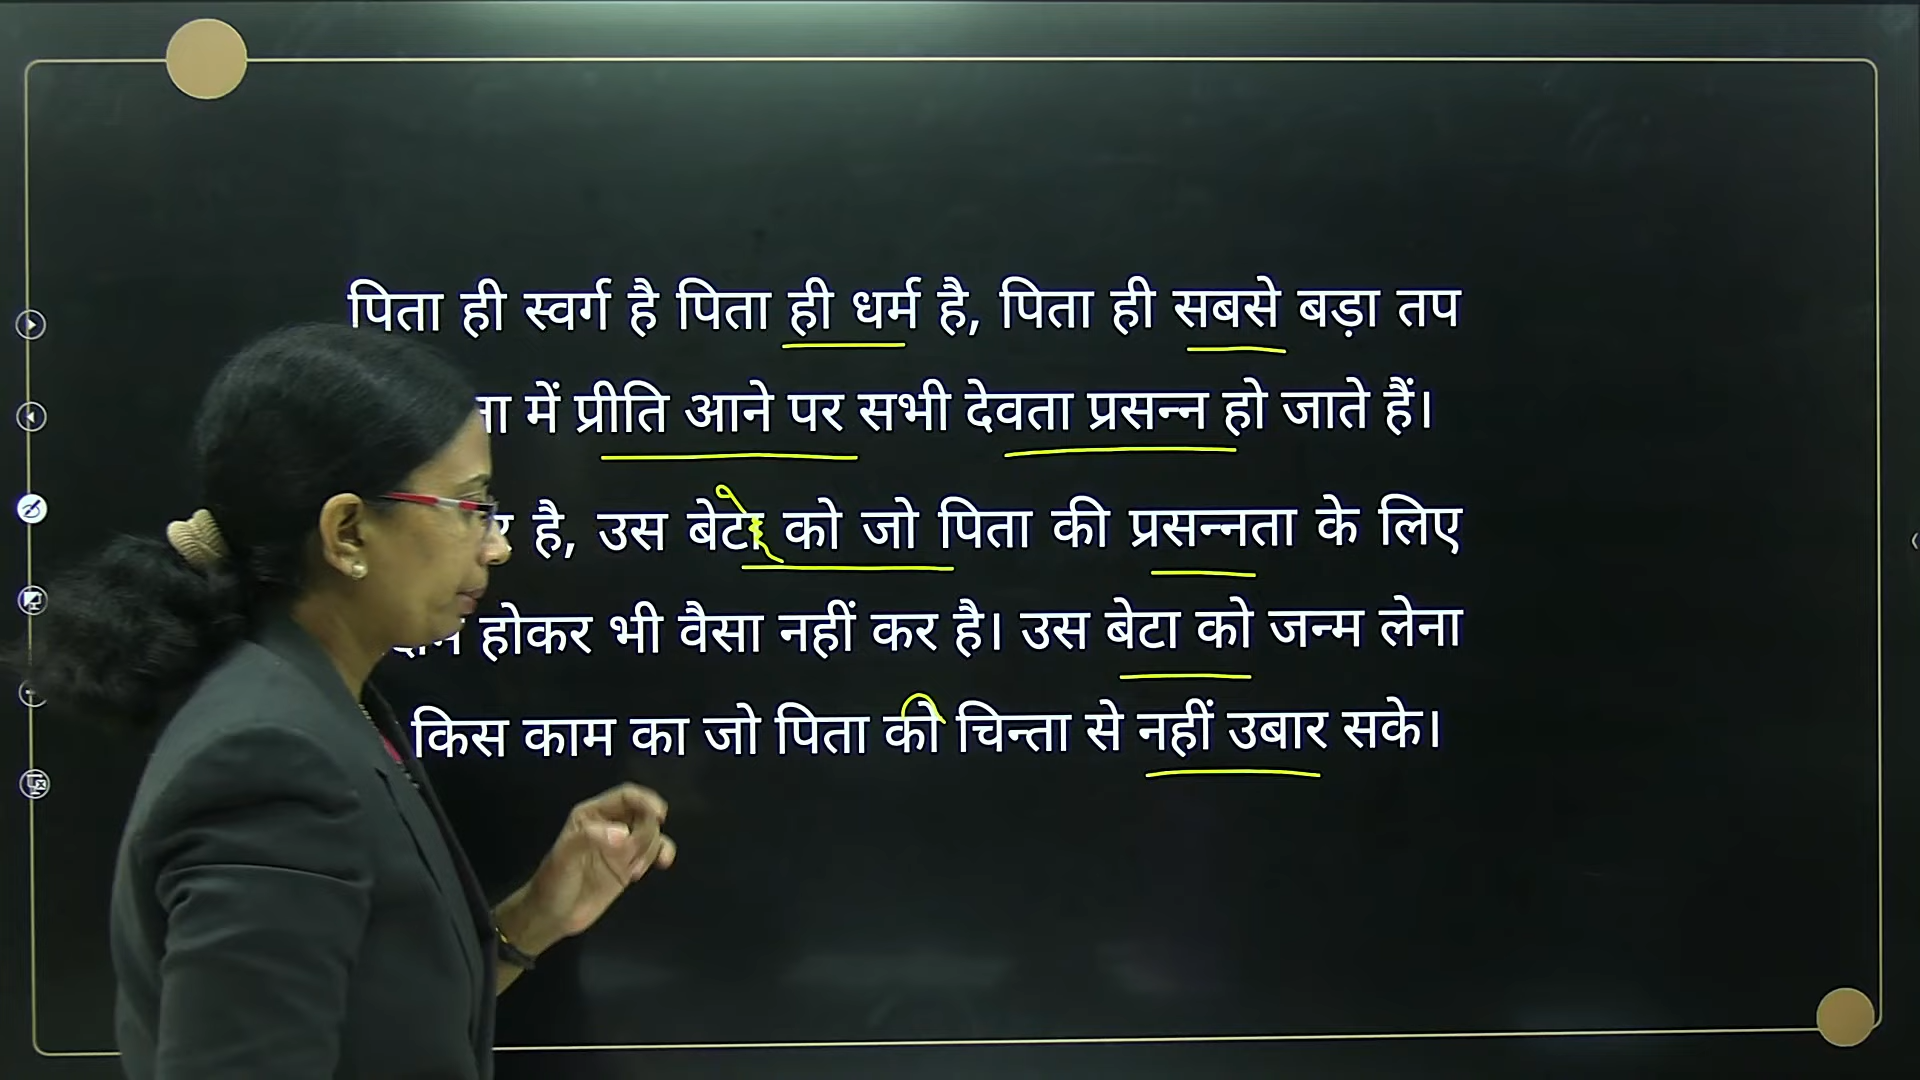 पिता ही स्वर्ग है पिता ही धर्म है, पिता ही सबसे बड़ा तप
में प्रीति आने पर सभी देवता प्रसन्न हो जाते हैं।
है, उस बेटा को जो पिता की प्रसन्नता के लिए
होकर भी वैसा नहीं कर है। उस बेटा को जन्म लेना
किस काम का जो पिता की चिन्ता से नहीं उबार सके।